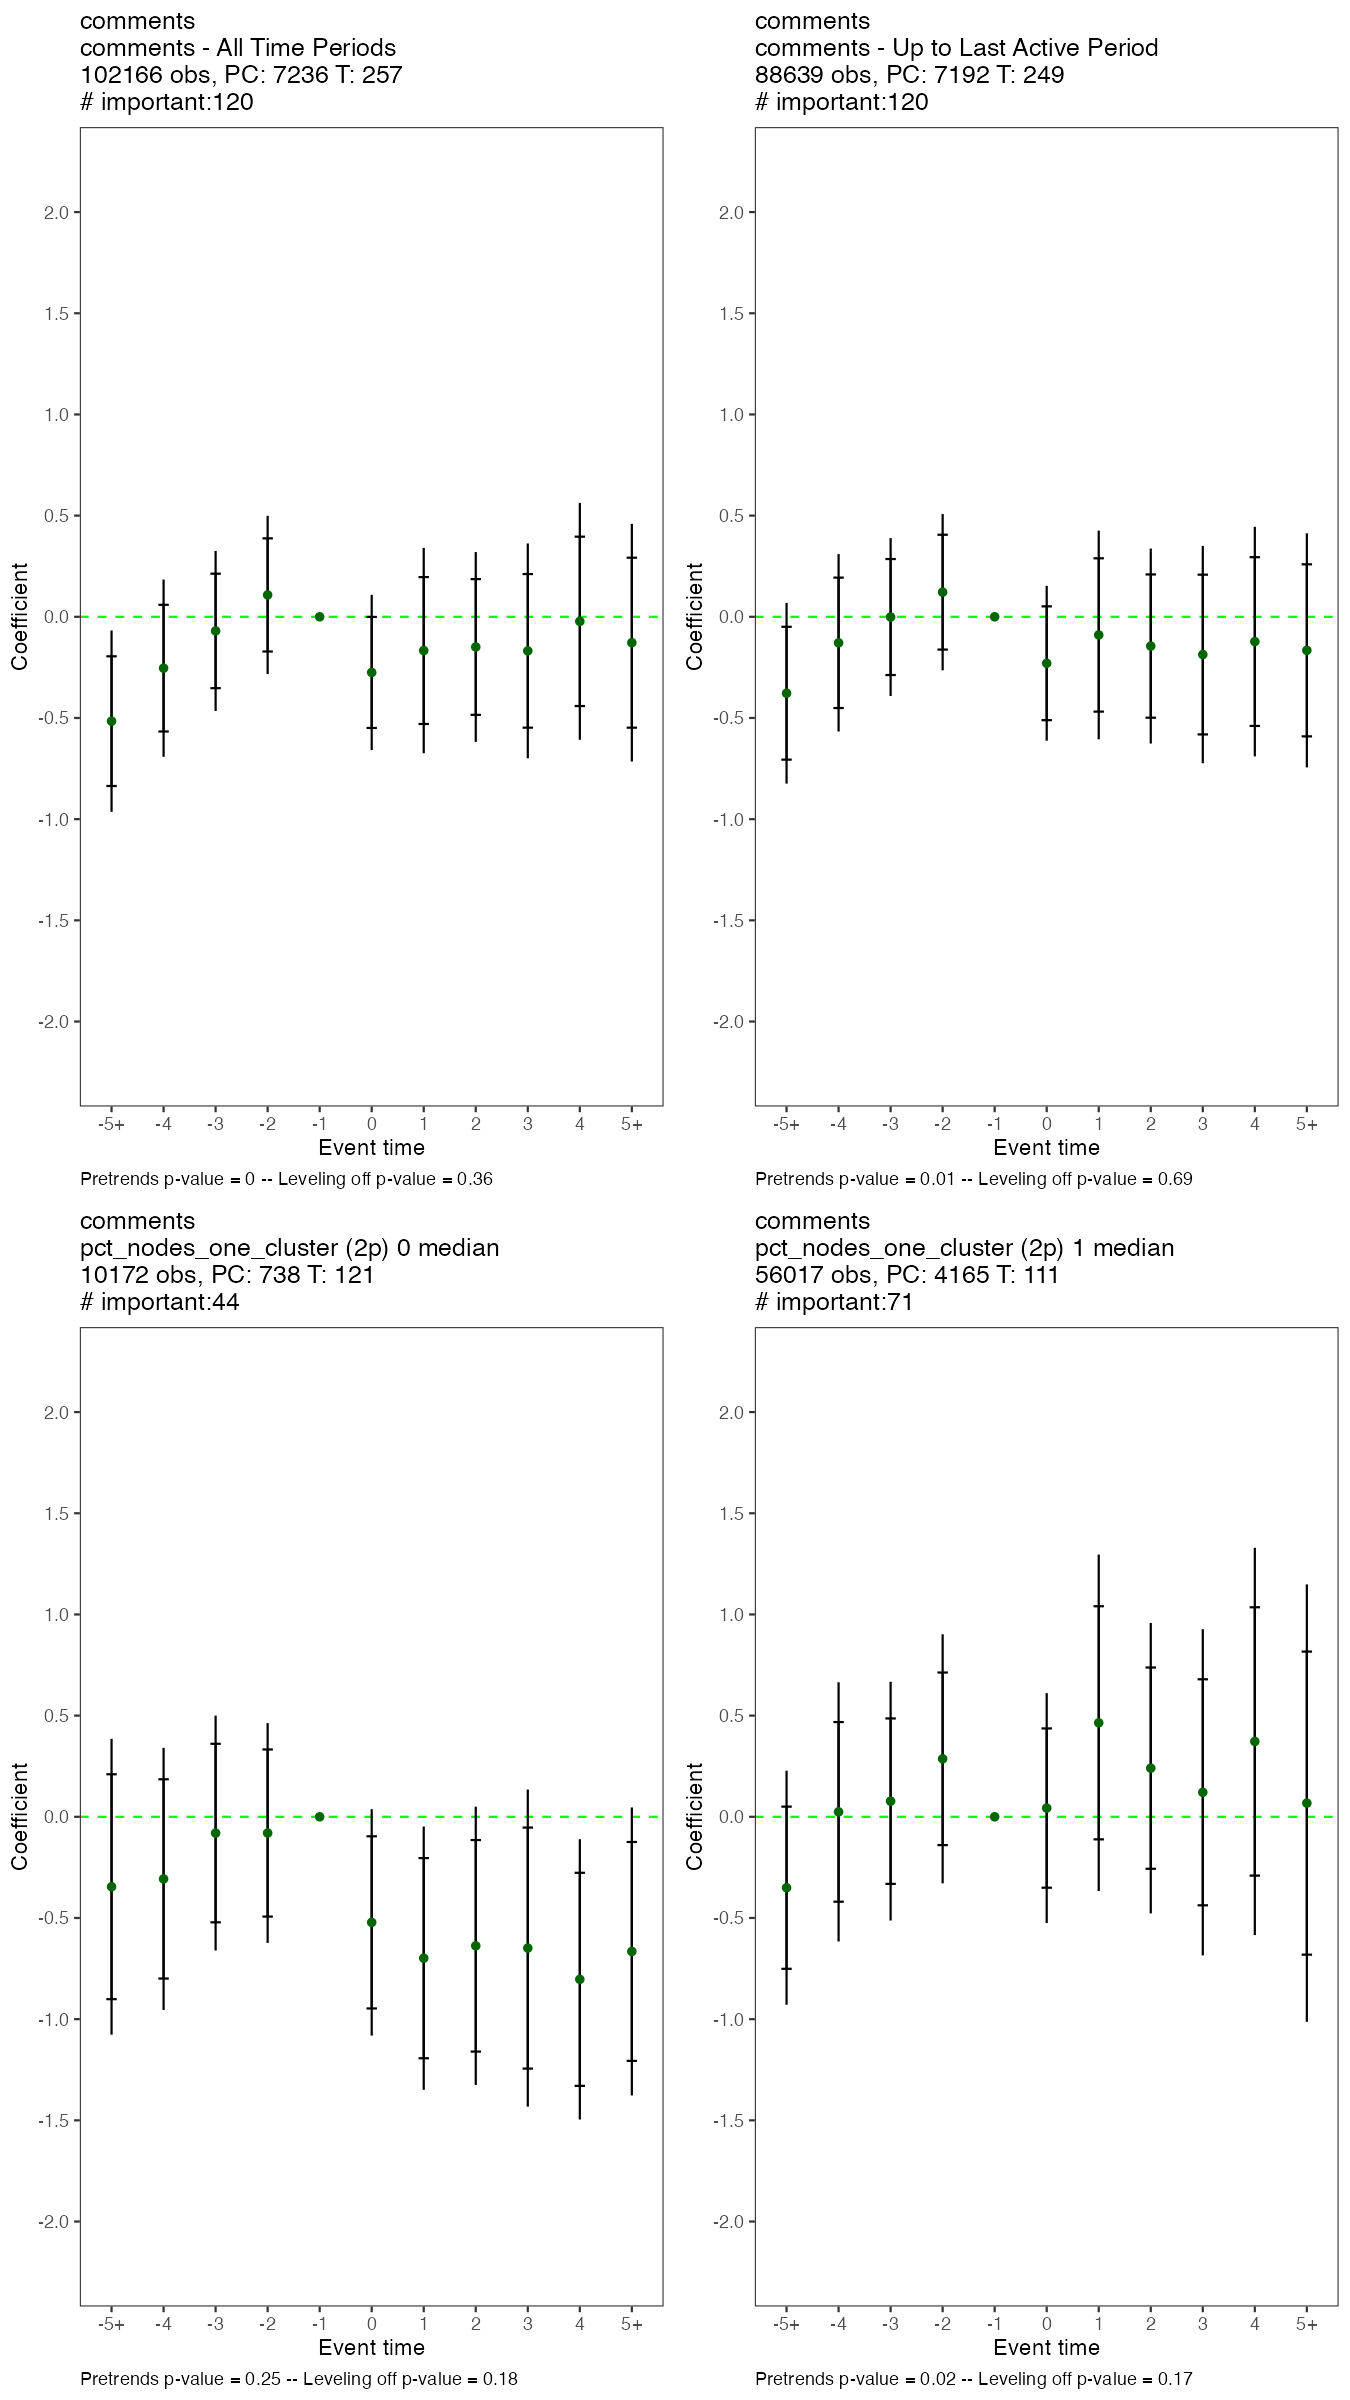 comments
comments - All Time Periods
102166 obs, PC: 7236 T: 257
# important:120
2.0
1.5
1.0
0.5
0.0
-0.5
-1.0
-1.5
-2.0
Coefficient
-5+ -4 -3 -2 -1 0 1 2 3 4 5+
Event time
Pretrends p-value = 0 -- Leveling off p-value = 0.36
comments
comments - Up to Last Active Period
88639 obs, PC: 7192 T: 249
# important:120
2.0
1.5
1.0
0.5
0.0
-0.5
-1.0
-1.5
-2.0
Coefficient
-5+ -4 -3 -2 -1 0 1 2 3 4 5+
Event time
Pretrends p-value = 0.01 -- Leveling off p-value = 0.69
comments
pct_nodes_one_cluster (2p) 0 median
10172 obs, PC: 738 T: 121
# important:44
2.0
1.5
1.0
0.5
0.0
-0.5
-1.0
-1.5
-2.0
Coefficient
-5+ -4 -3 -2 -1 0 1 2 3 4 5+
Event time
Pretrends p-value = 0.25 -- Leveling off p-value = 0.18
comments
pct_nodes_one_cluster (2p) 1 median
56017 obs, PC: 4165 T: 111
# important:71
2.0
1.5
1.0
0.5
0.0
-0.5
-1.0
-1.5
-2.0
Coefficient
-5+ -4 -3 -2 -1 0 1 2 3 4 5+
Event time
Pretrends p-value = 0.02 -- Leveling off p-value = 0.17